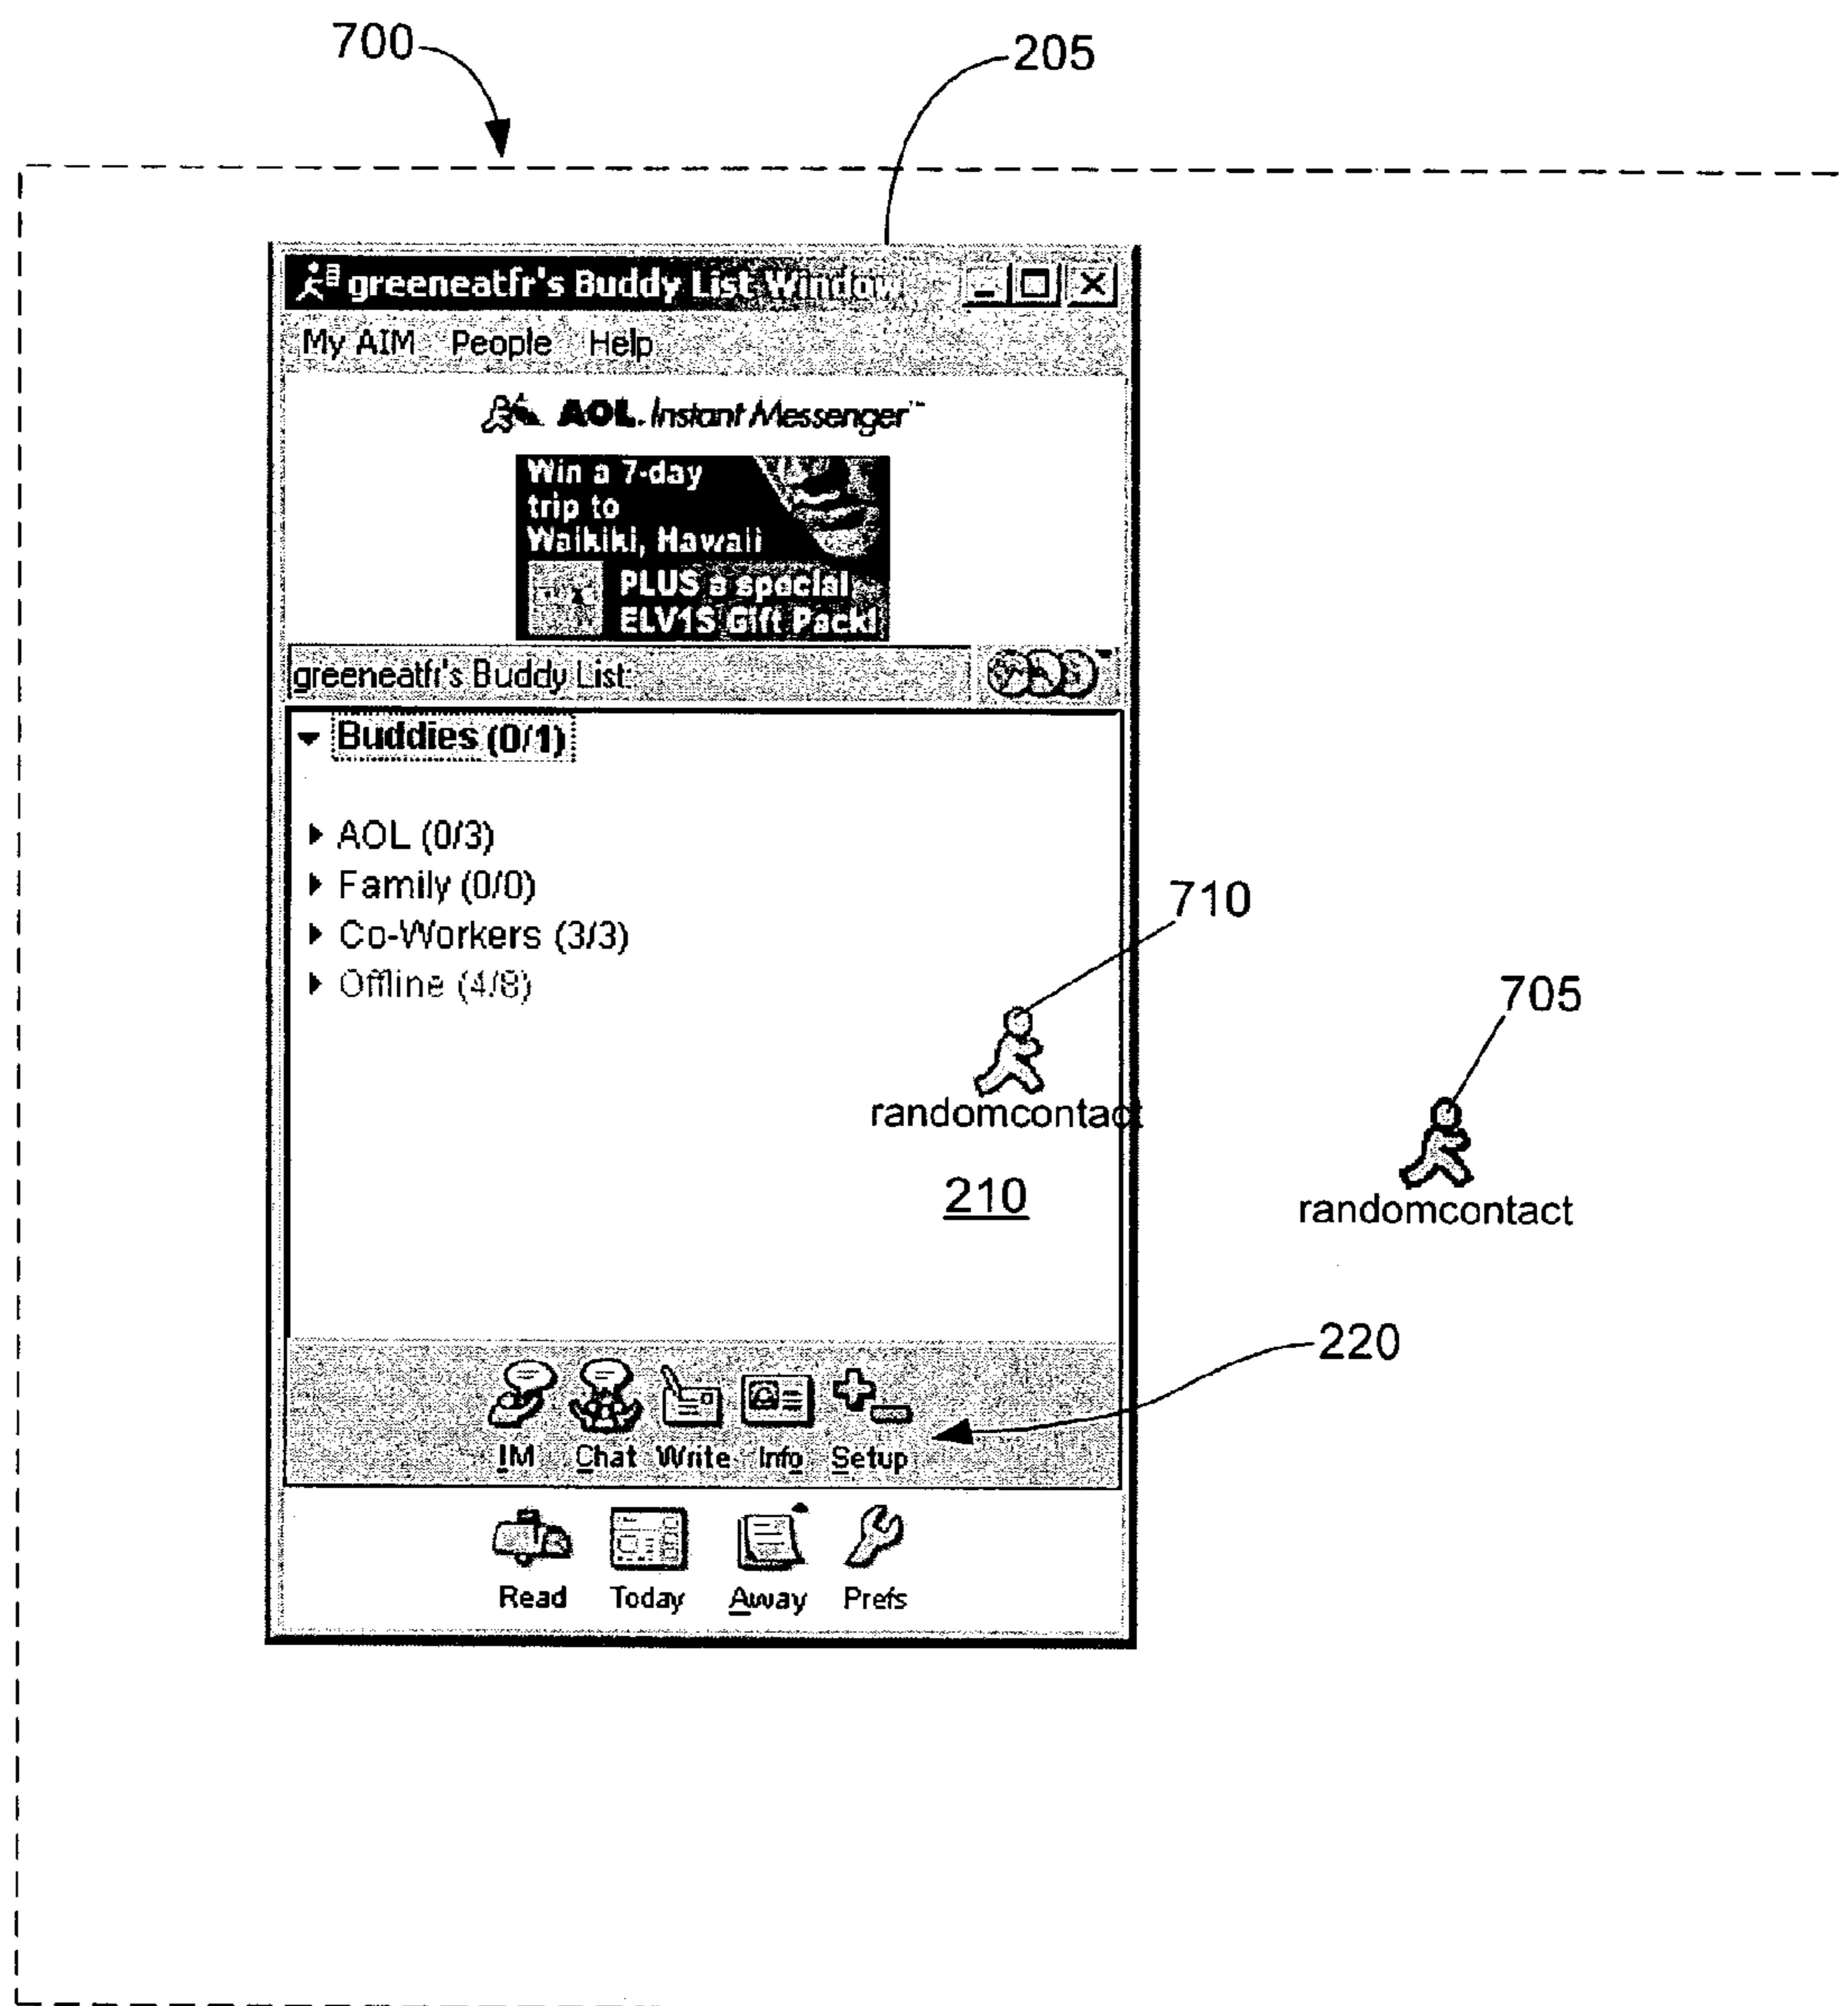 700
205
greeneatfr's Buddy List Window
My AIM People Help
AOL Instant Messenger™
Win a 7-day
trip to
Waikiki, Hawaii
PLUS a special
ELV1S Gift Pack!
greeneatfr's Buddy List
Buddies (0/1)
AOL (0/3)
Family (0/0)
Co-Workers (3/3)
Offline (4/8)
710
705
randomcontact
randomcontact
210
220
IM Chat Write Info Setup
Read Today Away Prefs